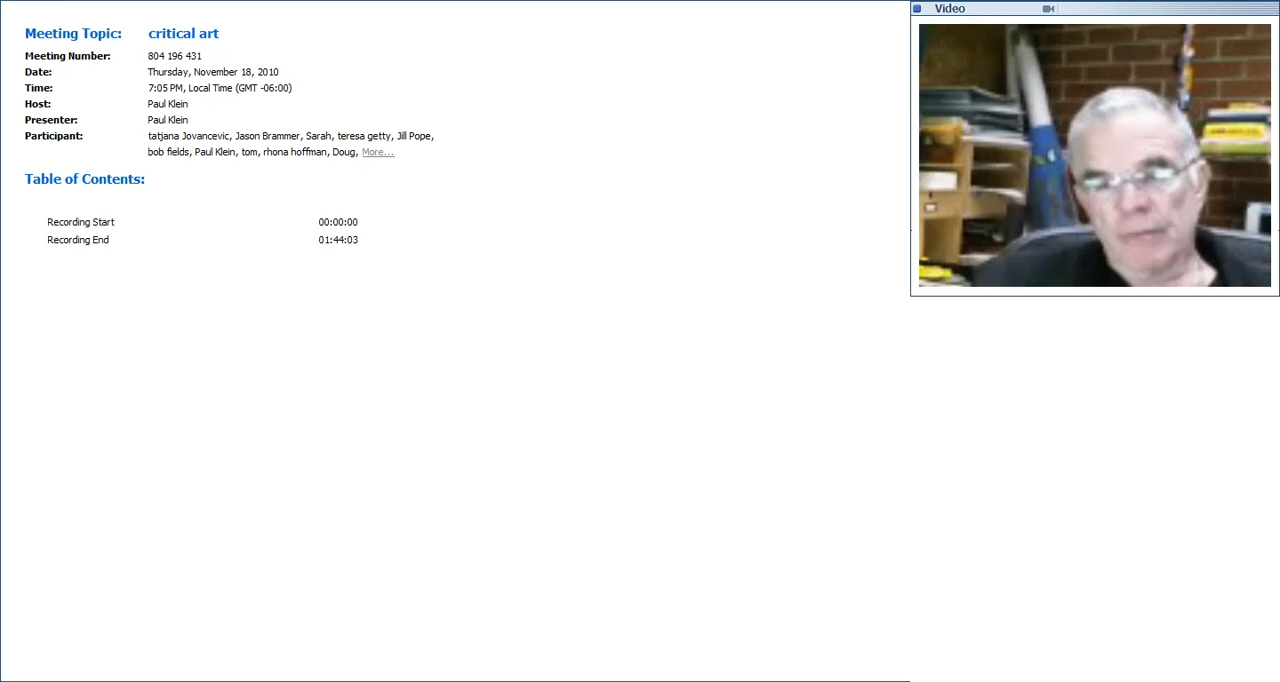 Video
Meeting Topic: critical art
Meeting Number: 804 196 431
Date: Thursday, November 18, 2010
Time: 7:05 PM, Local Time (GMT -06:00)
Host: Paul Klein
Presenter: Paul Klein
Participant: tatjana Jovancevic, Jason Brammer, Sarah, teresa getty, Jill Pope,
bob fields, Paul Klein, tom, rhona hoffman, Doug, More...
Table of Contents:
Recording Start 00:00:00
Recording End 01:44:03